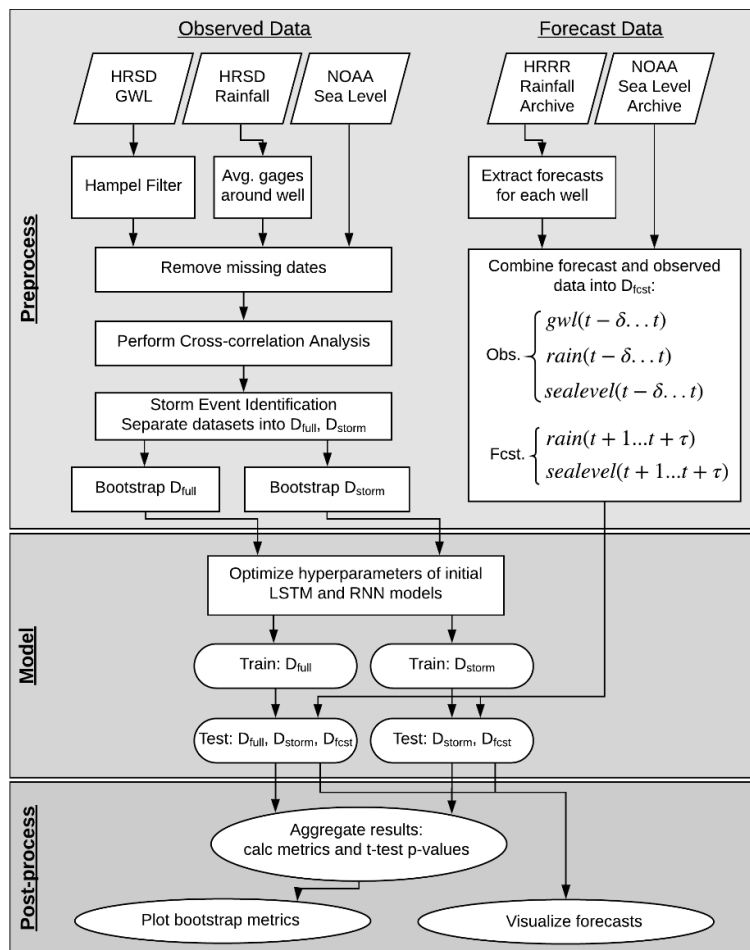 Observed Data
Forecast Data
HRSD
GWL
HRSD
Rainfall
NOAA
Sea Level
HRRR
Rainfall
Archive
NOAA
Sea Level
Archive
Preprocess
Hampel Filter
Avg. gages
around well
Extract forecasts
for each well
Remove missing dates
Perform Cross-correlation Analysis
Storm Event Identification
Separate datasets into Dfull, Dstorm
Bootstrap Dfull
Bootstrap Dstorm
Combine forecast and observed
data into Dfcst:
Obs.
gwl(t − δ…t)
rain(t − δ…t)
sealevel(t − δ…t)
Fcst.
rain(t + 1…t + τ)
sealevel(t + 1…t + τ)
Model
Optimize hyperparameters of initial
LSTM and RNN models
Train: Dfull
Train: Dstorm
Test: Dfull, Dstorm, Dfcst
Test: Dstorm, Dfcst
Post-process
Aggregate results:
calc metrics and t-test p-values
Plot bootstrap metrics
Visualize forecasts